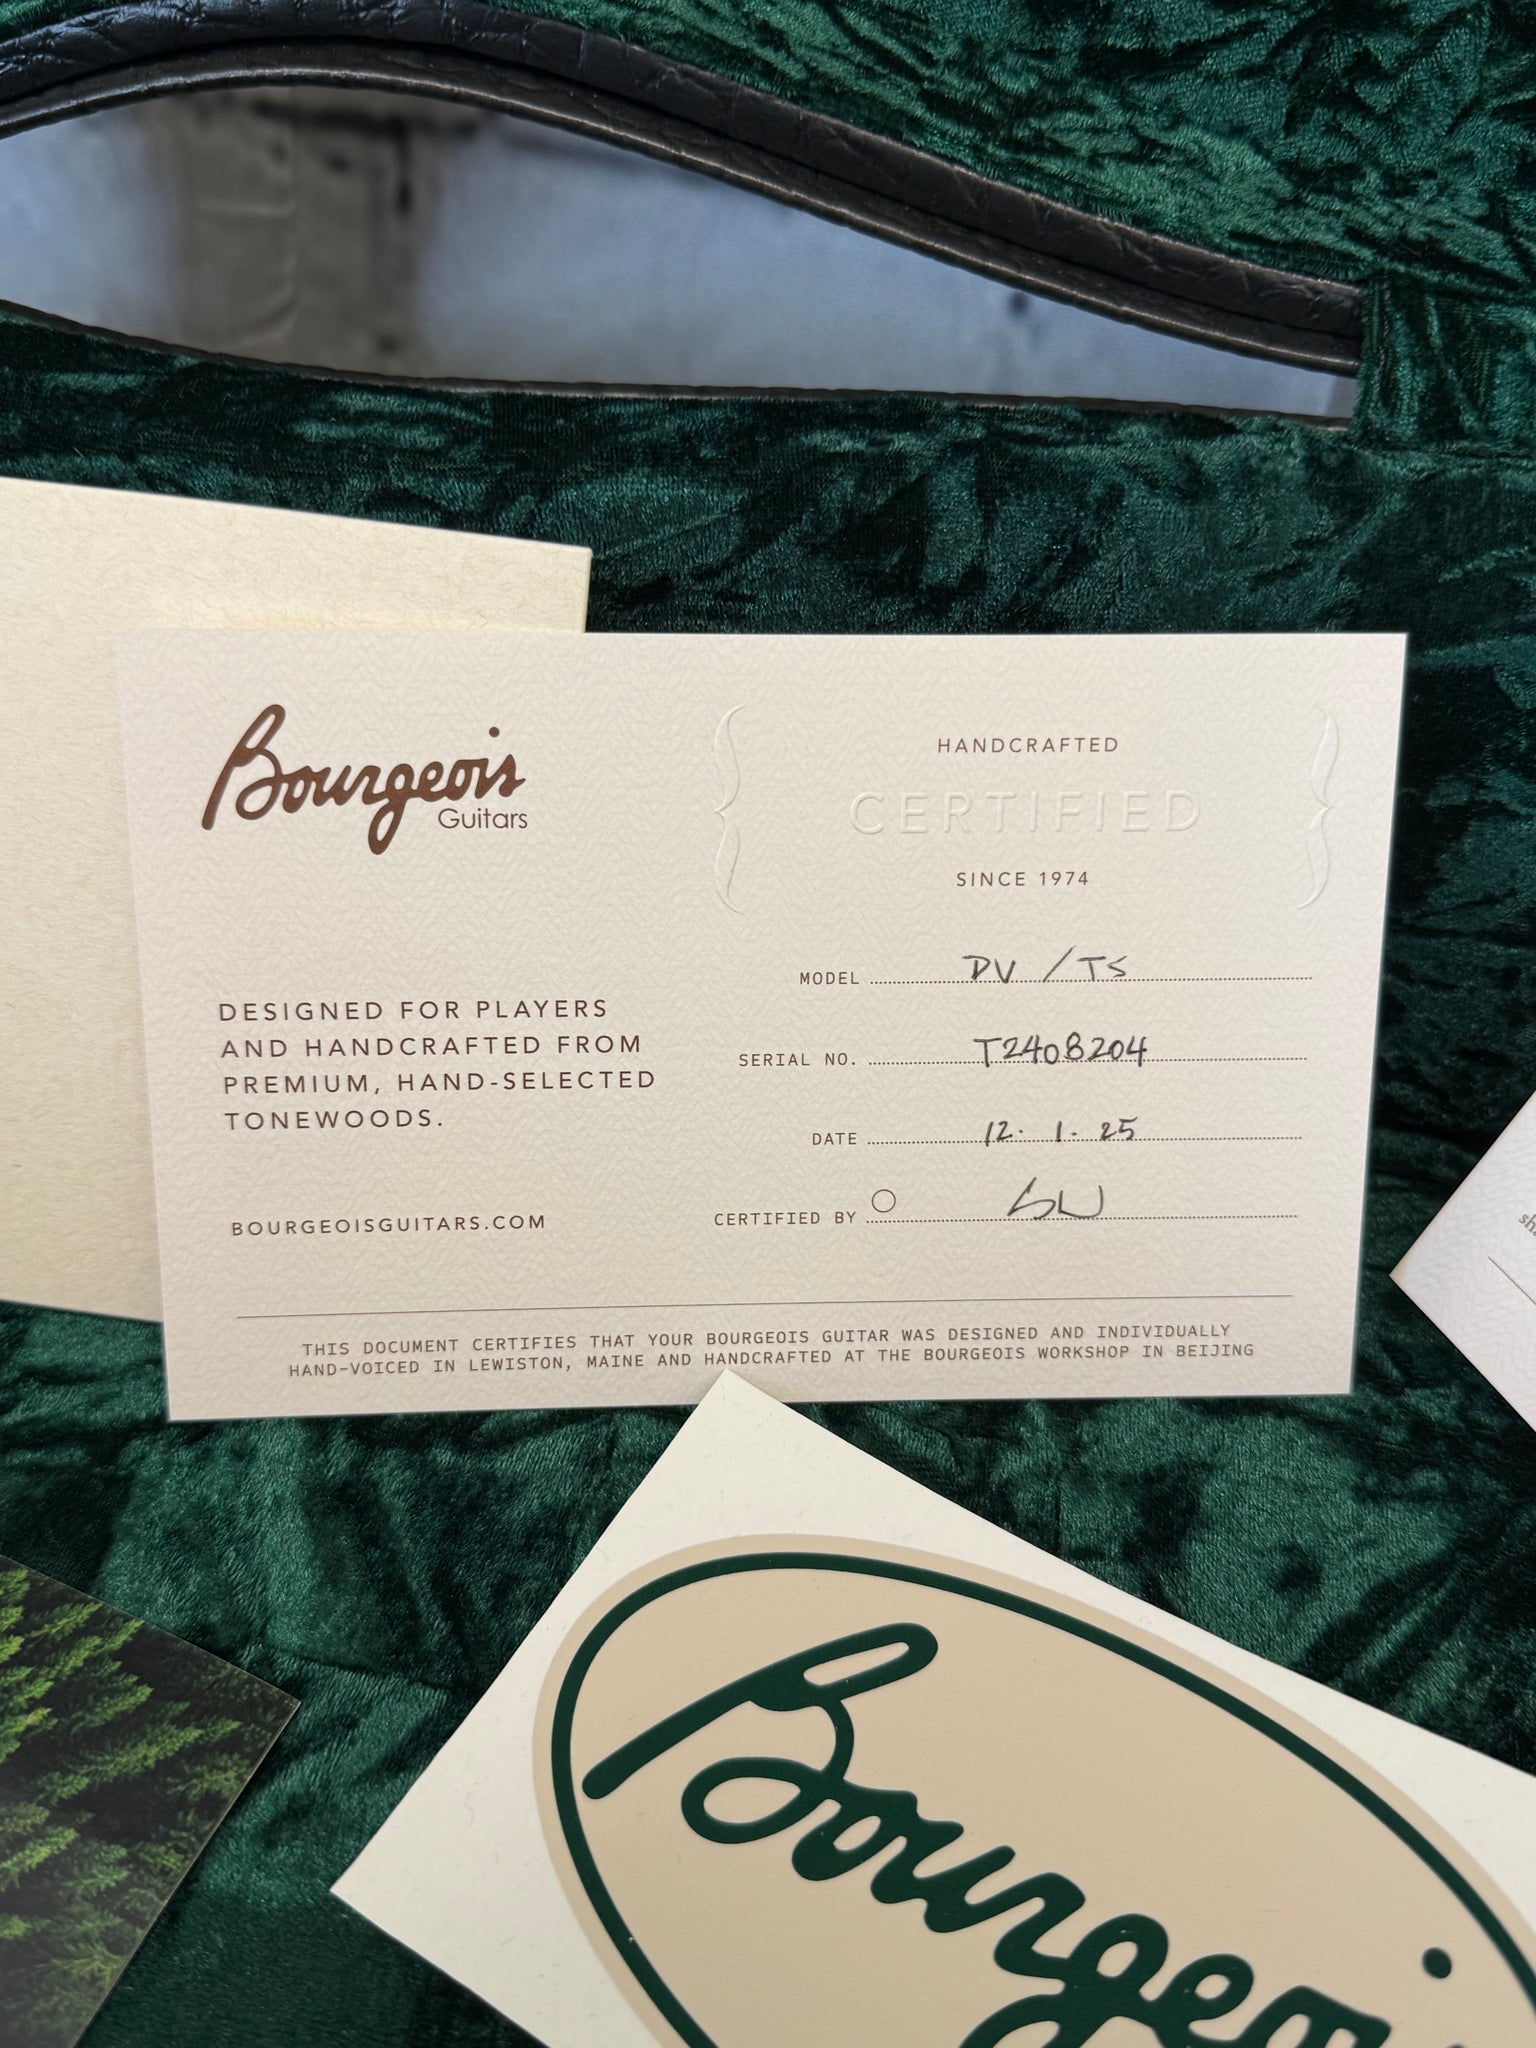 Bourgeois
Guitars
HANDCRAFTED
CERTIFIED
SINCE 1974
DESIGNED FOR PLAYERS
AND HANDCRAFTED FROM
PREMIUM, HAND-SELECTED
TONEWOODS.
BOURGEOISGUITARS.COM
MODEL DV / TS
SERIAL NO. T2408204
DATE 12. 1. 25
CERTIFIED BY
THIS DOCUMENT CERTIFIES THAT YOUR BOURGEOIS GUITAR WAS DESIGNED AND INDIVIDUALLY
HAND-VOICED IN LEWISTON, MAINE AND HANDCRAFTED AT THE BOURGEOIS WORKSHOP IN BEIJING
Bourgeoi